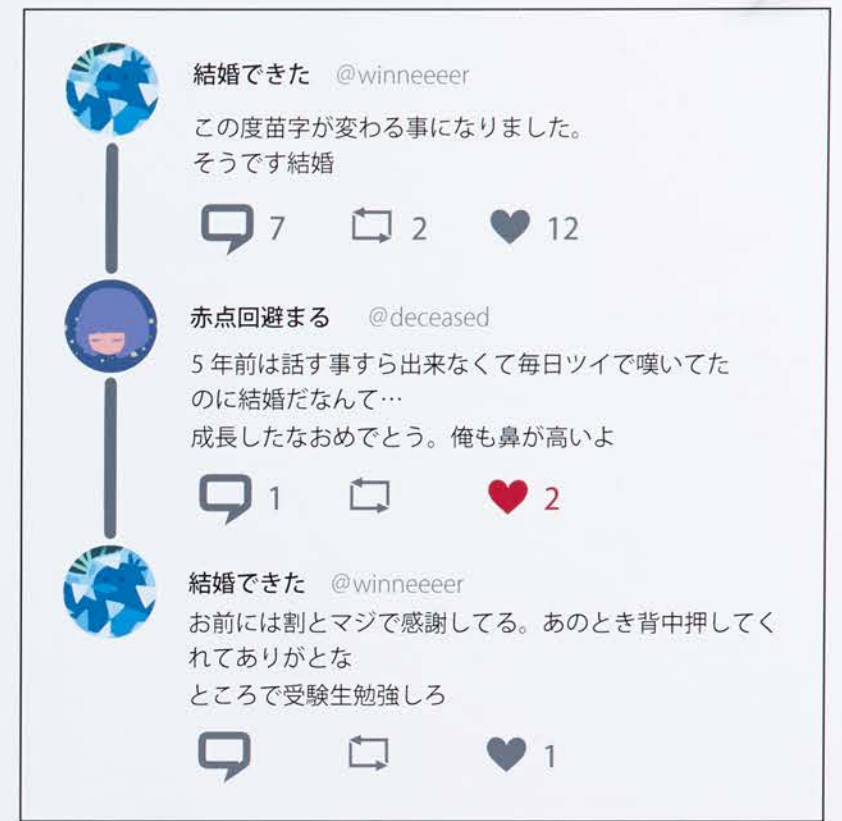 結婚できた @winneeeer
この度苗字が変わる事になりました。
そうです結婚
7 2 12
赤点回避まる @deceased
5年前は話す事すら出来なくて毎日ツイで嘆いてた
のに結婚だなんて…
成長したなおめでとう。俺も鼻が高いよ
1 2
結婚できた @winneeeer
お前には割とマジで感謝してる。あのとき背中押してく
れてありがとな
ところで受験生勉強しろ
1